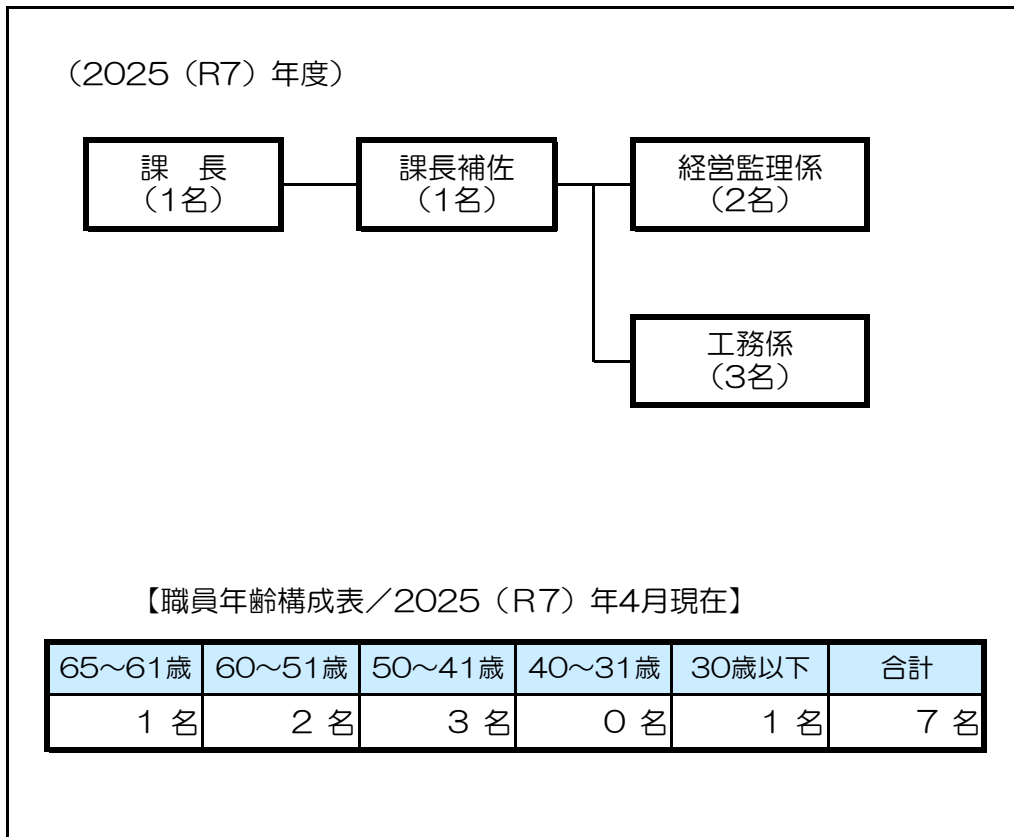 （2025（R7）年度）
課　長
（1名）
課長補佐
（1名）
経営監理係
（2名）
工務係
（3名）
【職員年齢構成表／2025（R7）年4月現在】
65～61歳 60～51歳 50～41歳 40～31歳 30歳以下 合計
1 名 2 名 3 名 0 名 1 名 7 名